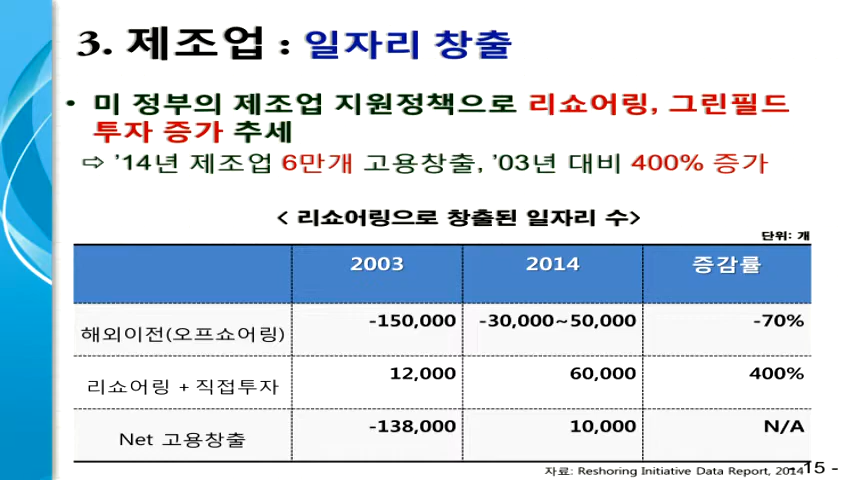 3. 제조업 : 일자리 창출
• 미 정부의 제조업 지원정책으로 리쇼어링, 그린필드
투자 증가 추세
⇨ ’14년 제조업 6만개 고용창출, ’03년 대비 400% 증가
< 리쇼어링으로 창출된 일자리 수>
단위: 개
2003 2014 증감률
해외이전(오프쇼어링) -150,000 -30,000~50,000 -70%
리쇼어링 + 직접투자 12,000 60,000 400%
Net 고용창출 -138,000 10,000 N/A
자료: Reshoring Initiative Data Report, 2014
- 15 -